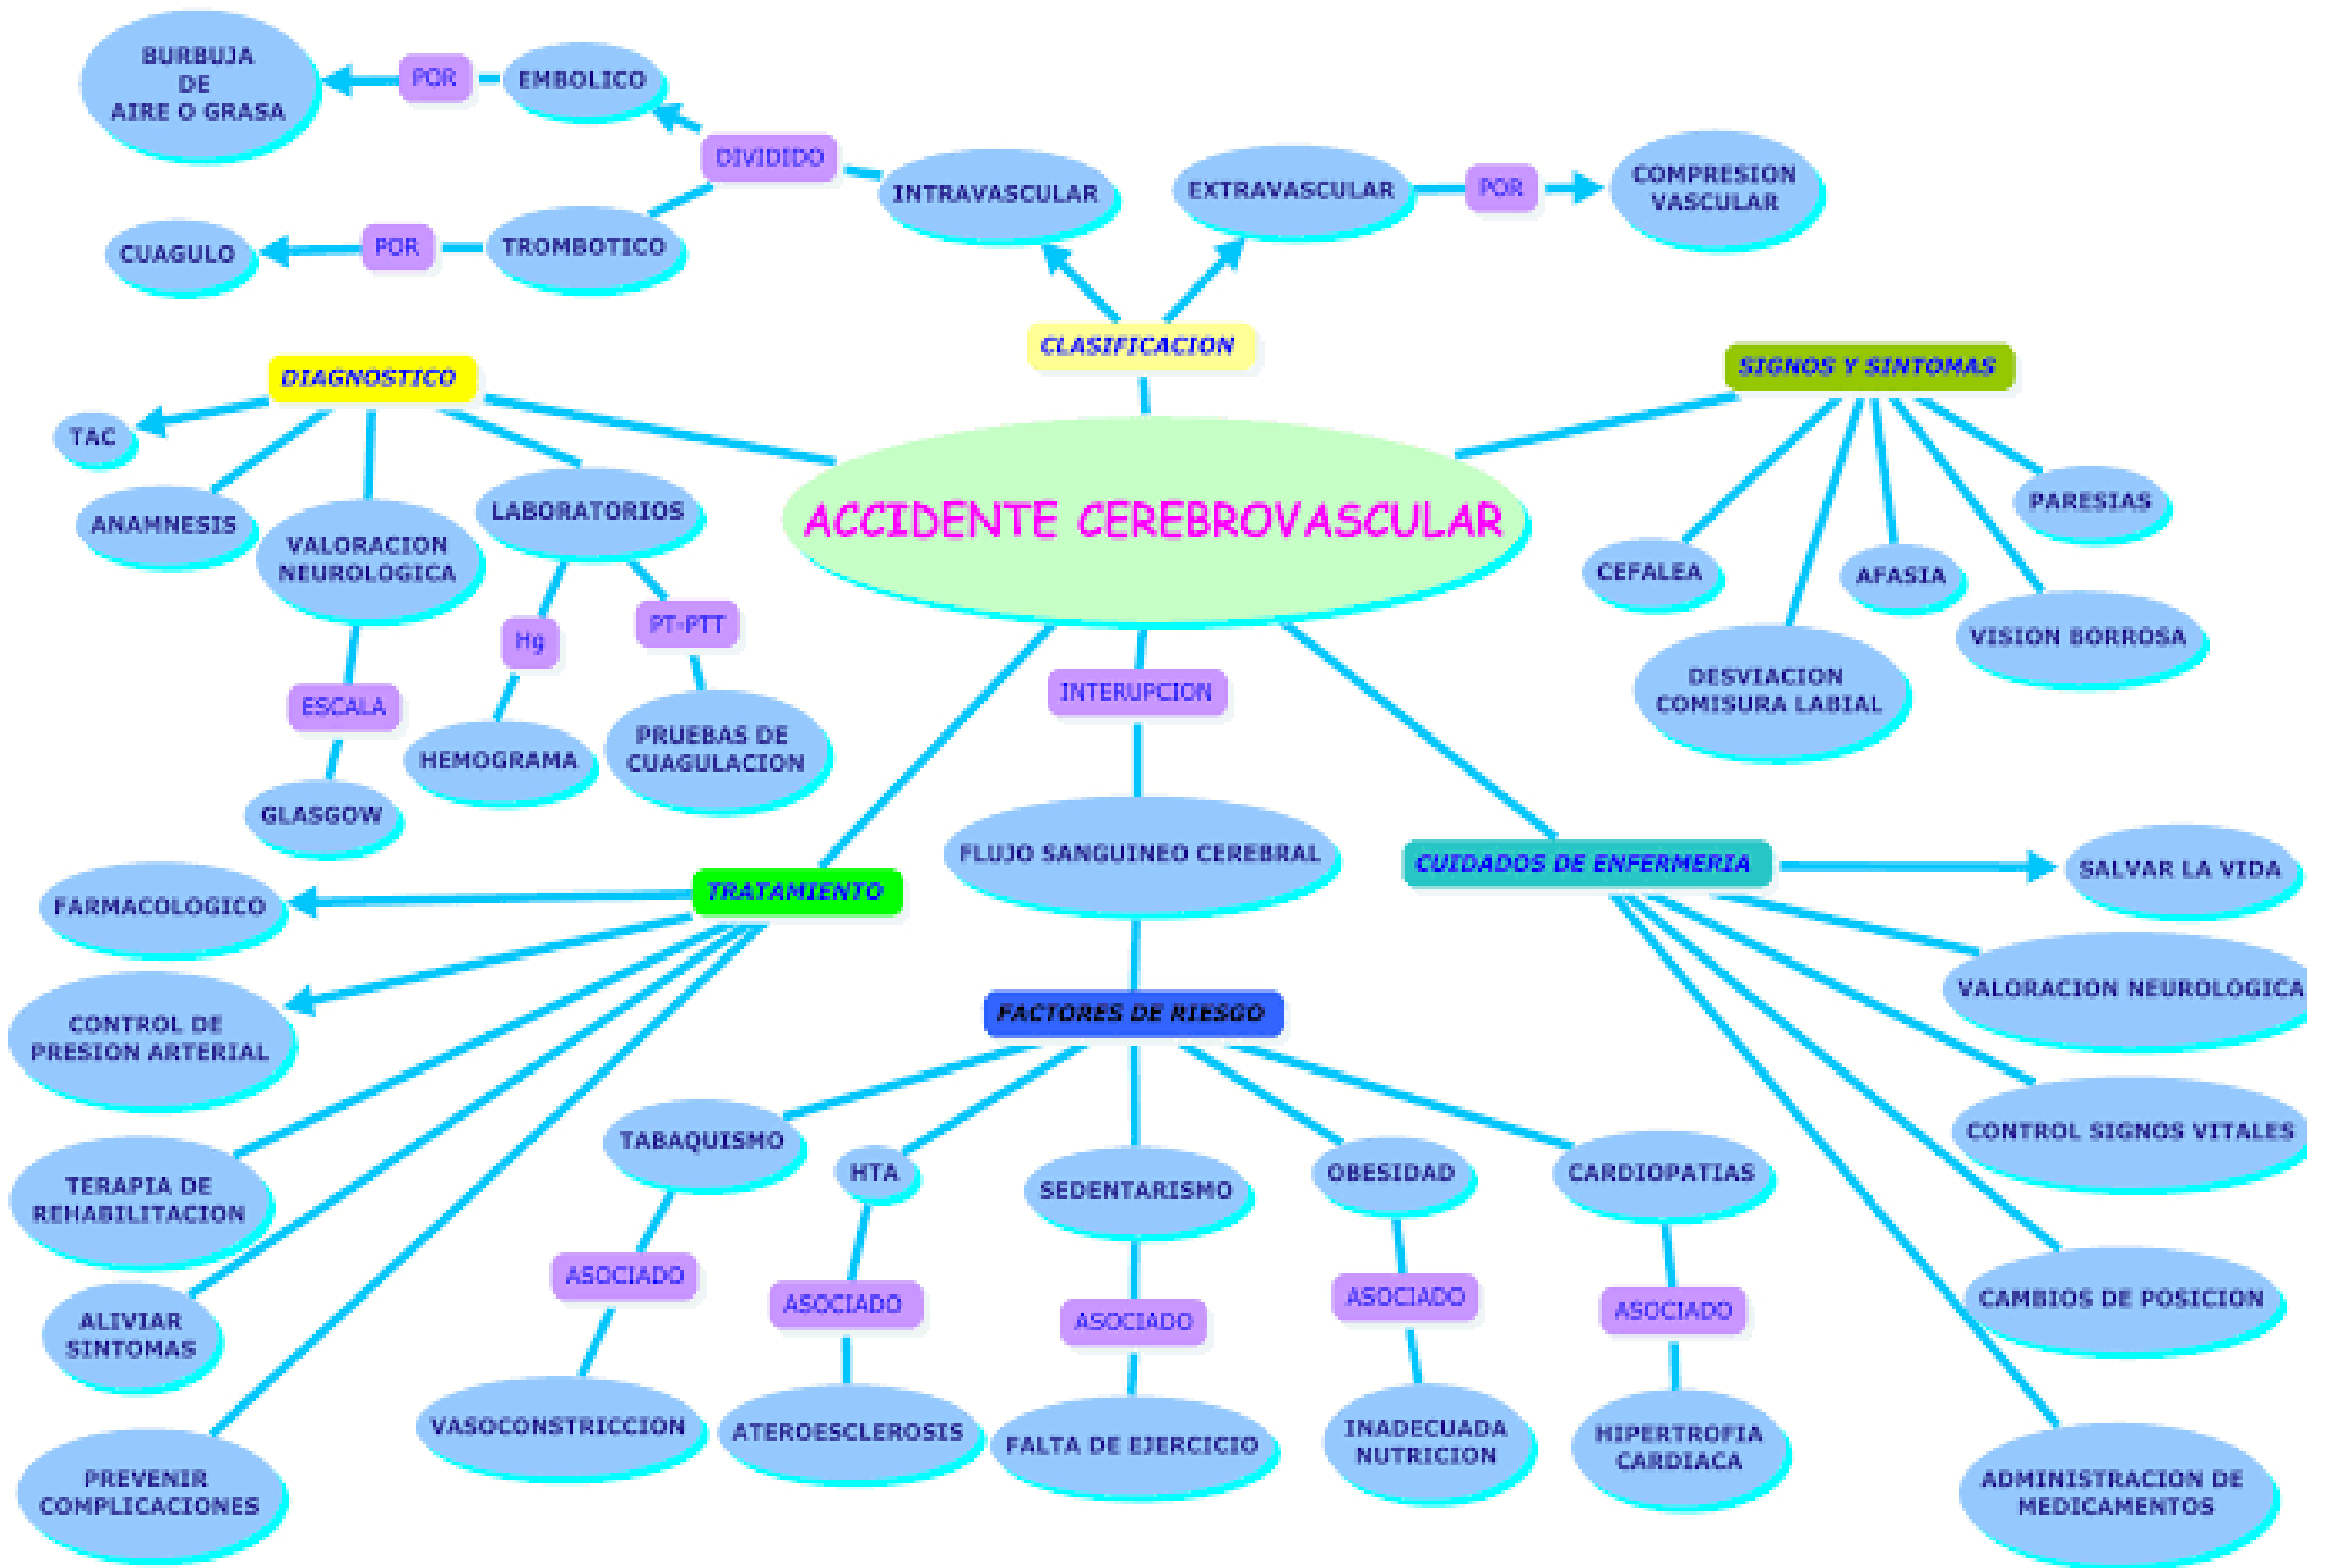 BURBUJA
DE
AIRE O GRASA
POR
EMBOLICO
DIVIDIDO
INTRAVASCULAR
EXTRAVASCULAR
POR
COMPRESION
VASCULAR
CUAGULO
POR
TROMBOTICO
CLASIFICACION
DIAGNOSTICO
SIGNOS Y SINTOMAS
TAC
ANAMNESIS
VALORACION
NEUROLOGICA
LABORATORIOS
ACCIDENTE CEREBROVASCULAR
PARESIAS
CEFALEA
AFASIA
VISION BORROSA
DESVIACION
COMISURA LABIAL
Hg
PT-PTT
ESCALA
INTERUPCION
HEMOGRAMA
PRUEBAS DE
CUAGULACION
GLASGOW
FLUJO SANGUINEO CEREBRAL
CUIDADOS DE ENFERMERIA
SALVAR LA VIDA
TRATAMIENTO
FARMACOLOGICO
VALORACION NEUROLOGICA
FACTORES DE RIESGO
CONTROL DE
PRESION ARTERIAL
CONTROL SIGNOS VITALES
TABAQUISMO
HTA
SEDENTARISMO
OBESIDAD
CARDIOPATIAS
TERAPIA DE
REHABILITACION
ASOCIADO
ASOCIADO
ASOCIADO
ASOCIADO
ASOCIADO
CAMBIOS DE POSICION
ALIVIAR
SINTOMAS
VASOCONSTRICCION
ATEROESCLEROSIS
FALTA DE EJERCICIO
INADECUADA
NUTRICION
HIPERTROFIA
CARDIACA
PREVENIR
COMPLICACIONES
ADMINISTRACION DE
MEDICAMENTOS